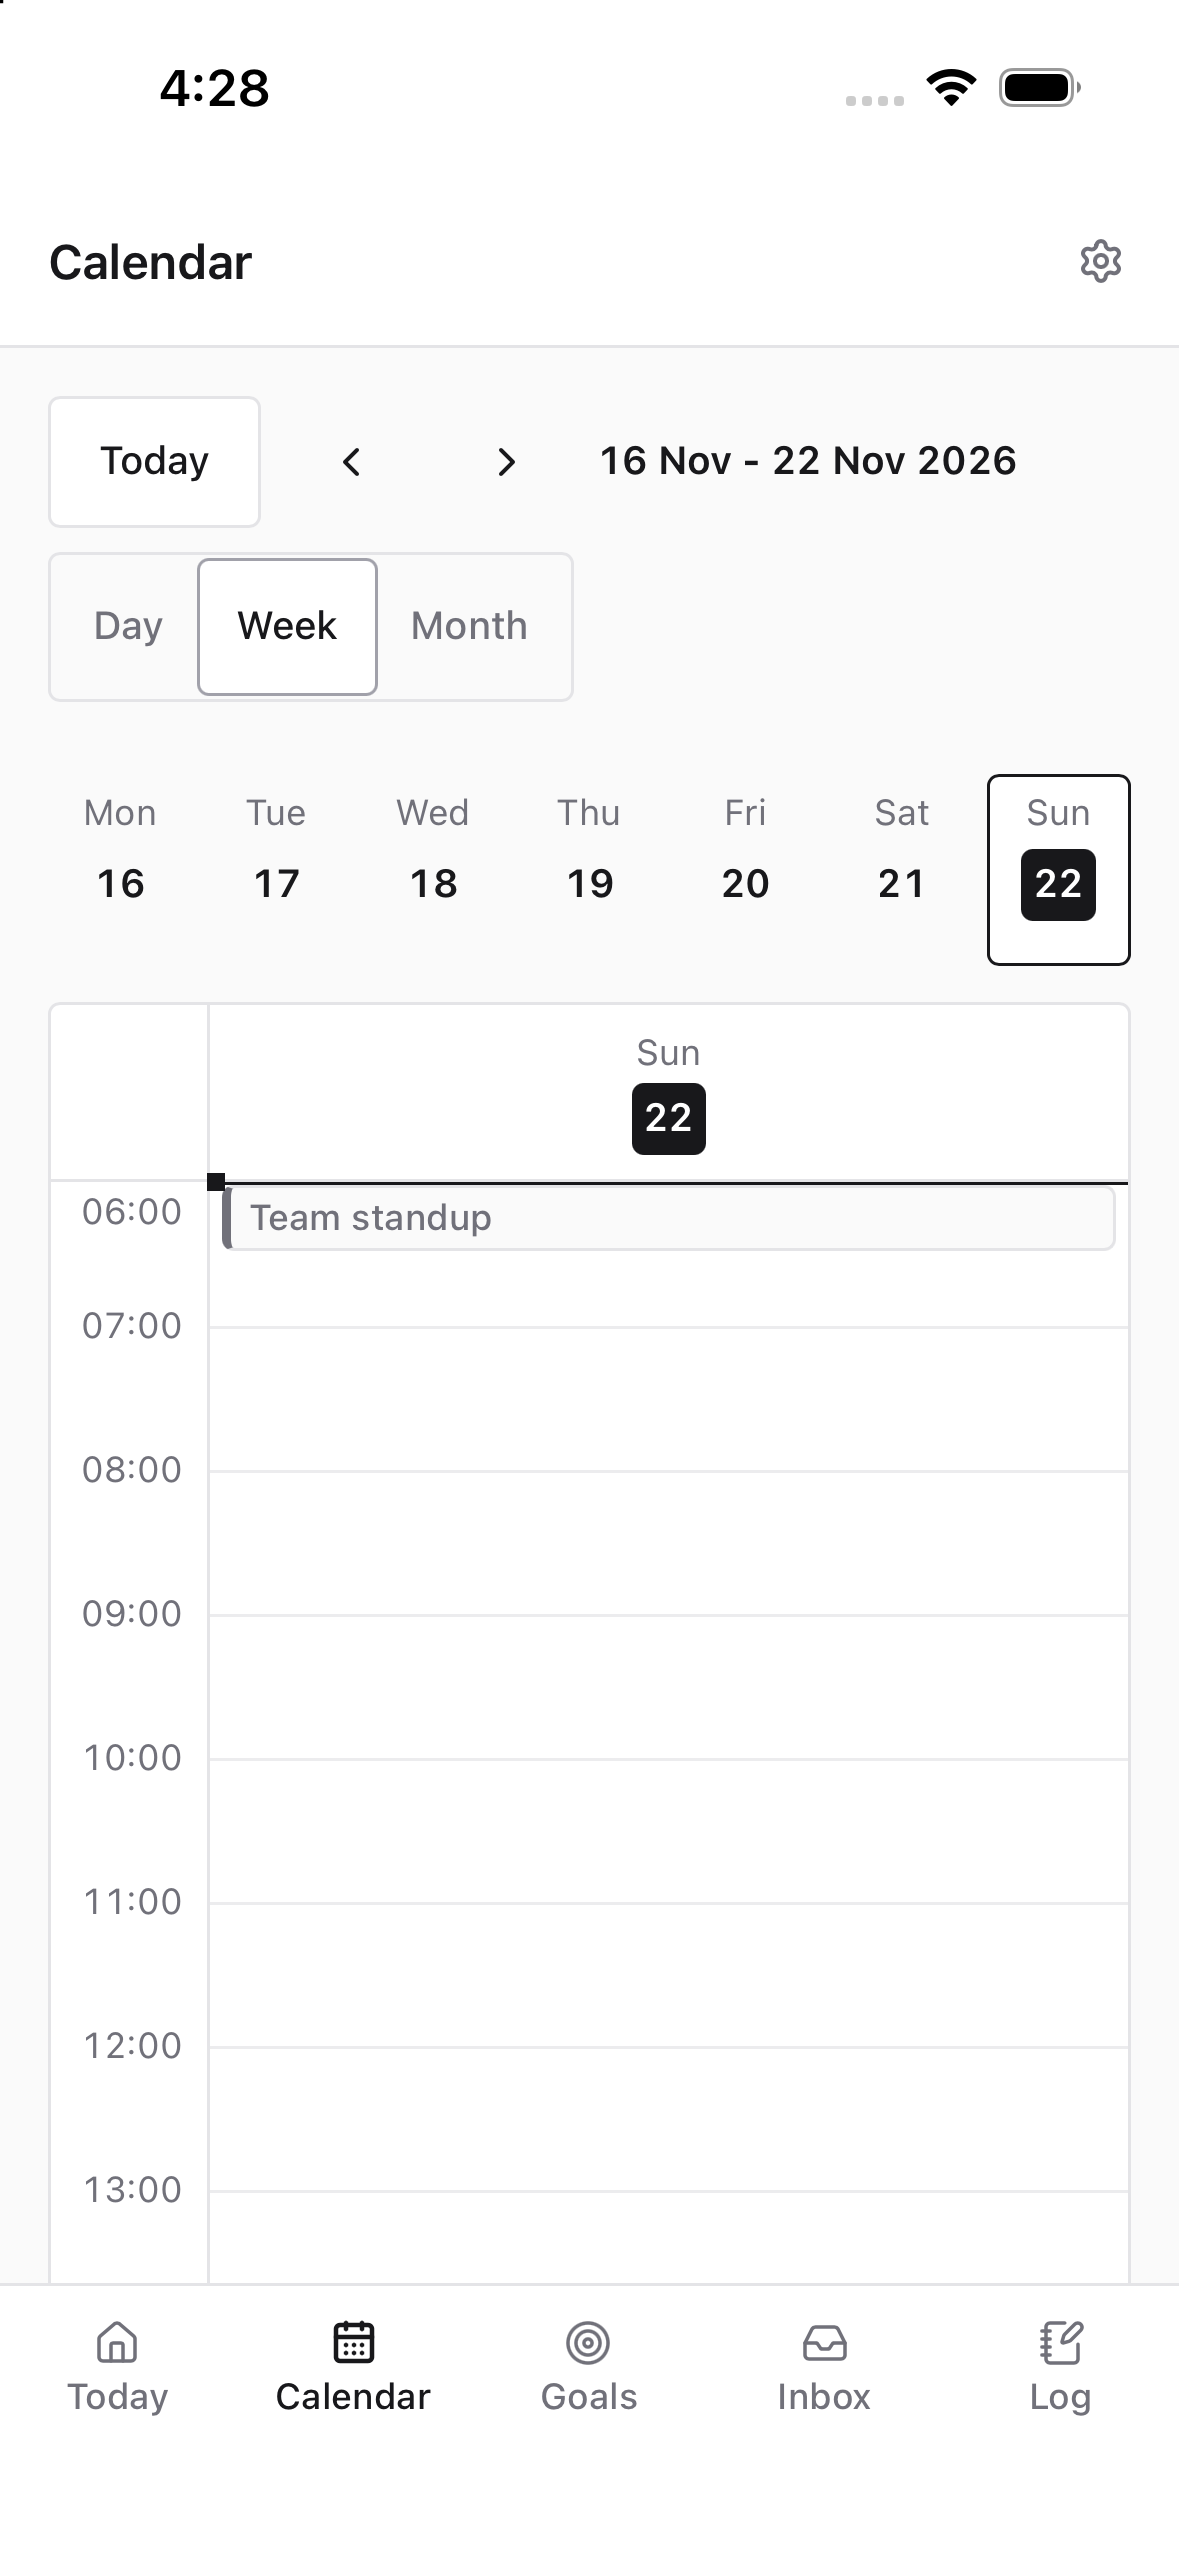 4:28
Calendar
Today 16 Nov - 22 Nov 2026
Day Week Month
Mon Tue Wed Thu Fri Sat Sun
16 17 18 19 20 21 22
Sun
22
06:00 Team standup
07:00
08:00
09:00
10:00
11:00
12:00
13:00
Today Calendar Goals Inbox Log